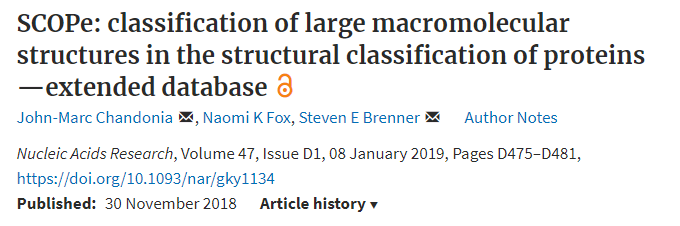 SCOPe: classification of large macromolecular
structures in the structural classification of proteins
—extended database
John-Marc Chandonia, Naomi K Fox, Steven E Brenner Author Notes
Nucleic Acids Research, Volume 47, Issue D1, 08 January 2019, Pages D475–D481,
https://doi.org/10.1093/nar/gky1134
Published: 30 November 2018 Article history ▾